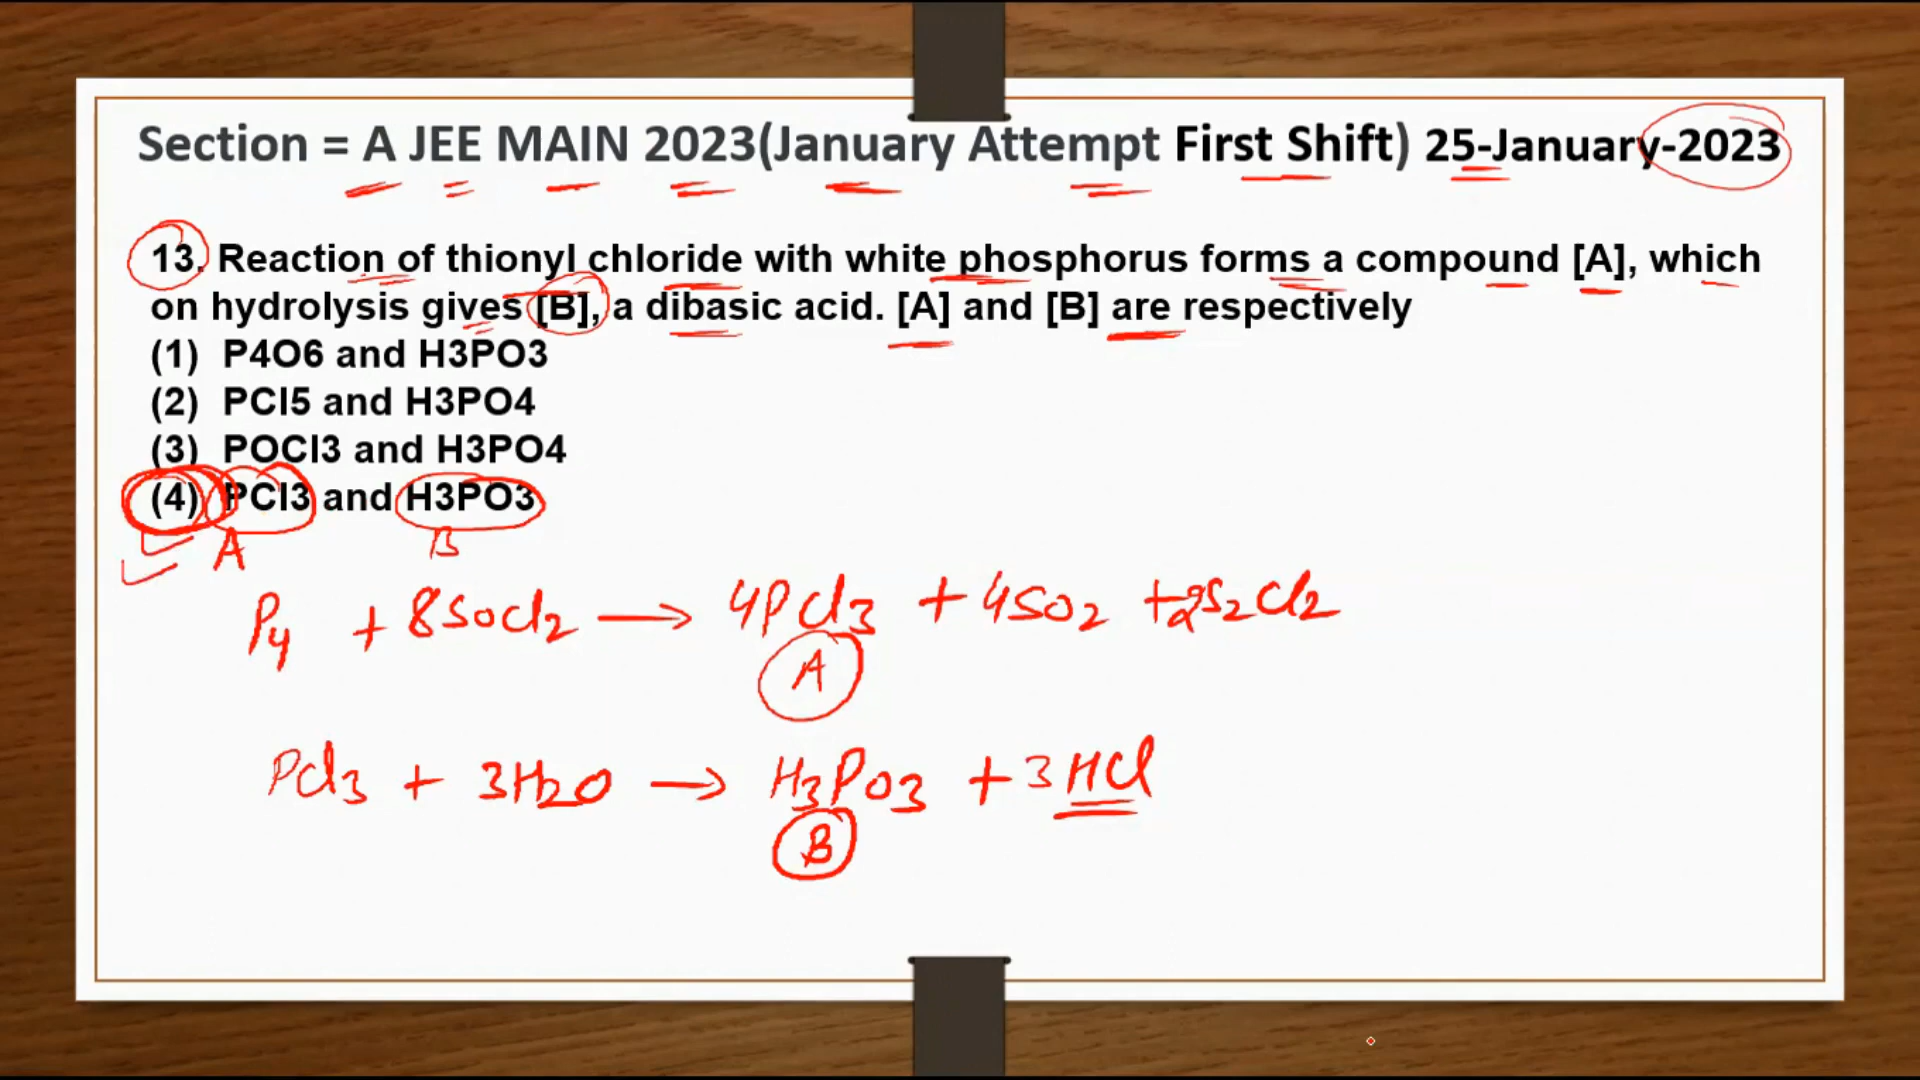 Section = A JEE MAIN 2023(January Attempt First Shift) 25-January-2023
13. Reaction of thionyl chloride with white phosphorus forms a compound [A], which
on hydrolysis gives [B], a dibasic acid. [A] and [B] are respectively
(1) P4O6 and H3PO3
(2) PCl5 and H3PO4
(3) POCl3 and H3PO4
(4) PCl3 and H3PO3
A B
P4 + 8SOCl2 → 4PCl3 + 4SO2 + 2S2Cl2
A
PCl3 + 3H2O → H3PO3 + 3HCl
B